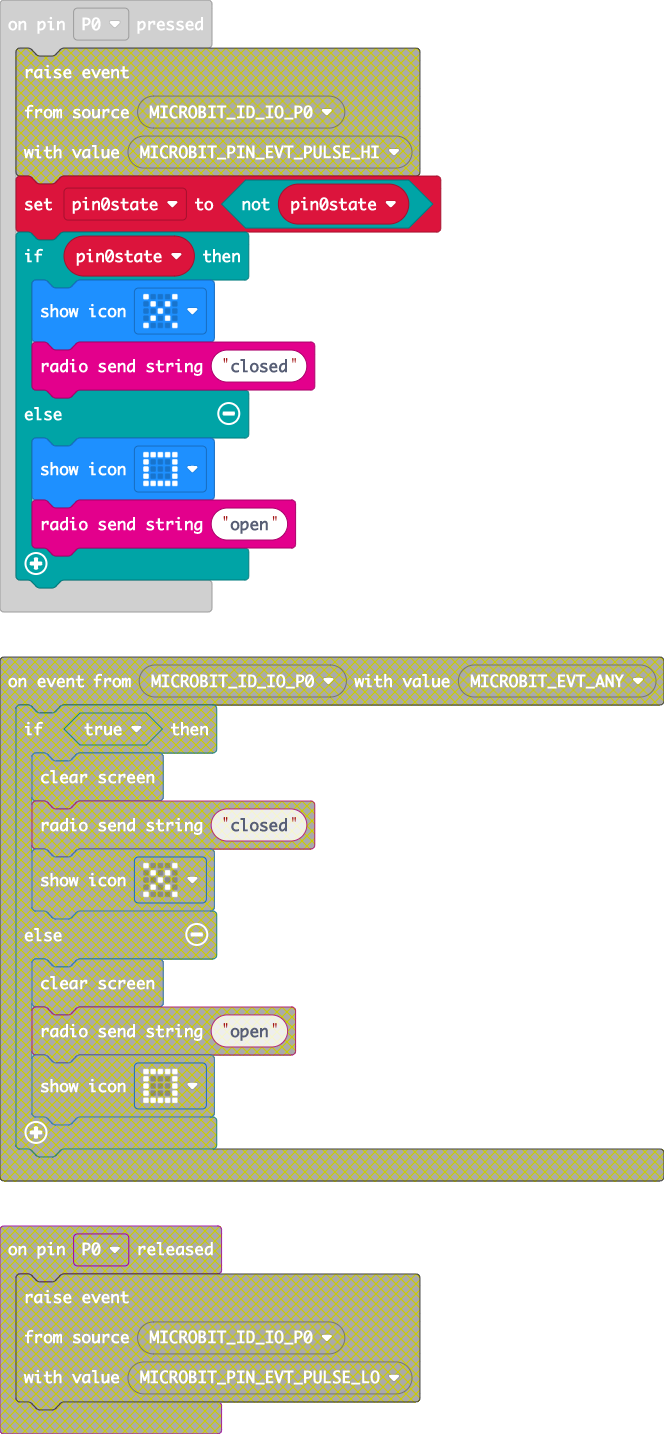 on pin P0 pressed
raise event
from source MICROBIT_ID_IO_P0
with value MICROBIT_PIN_EVT_PULSE_HI
set pin0state to not pin0state
if pin0state then
show icon
radio send string "closed"
else
show icon
radio send string "open"
on event from MICROBIT_ID_IO_P0 with value MICROBIT_EVT_ANY
if true then
clear screen
radio send string "closed"
show icon
else
clear screen
radio send string "open"
show icon
on pin P0 released
raise event
from source MICROBIT_ID_IO_P0
with value MICROBIT_PIN_EVT_PULSE_LO